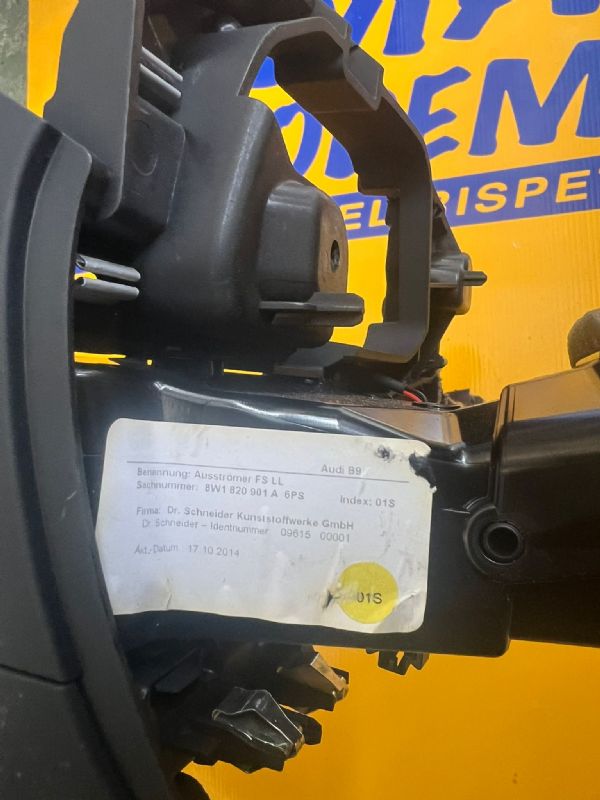 Benennung: Ausströmer FS LL Audi B9
Sachnummer: 8W1 820 901 A 6PS Index: 01S
Firma: Dr. Schneider Kunststoffwerke GmbH
Dr. Schneider – Identnummer 09615 00001
Akt.-Datum: 17.10.2014
01S